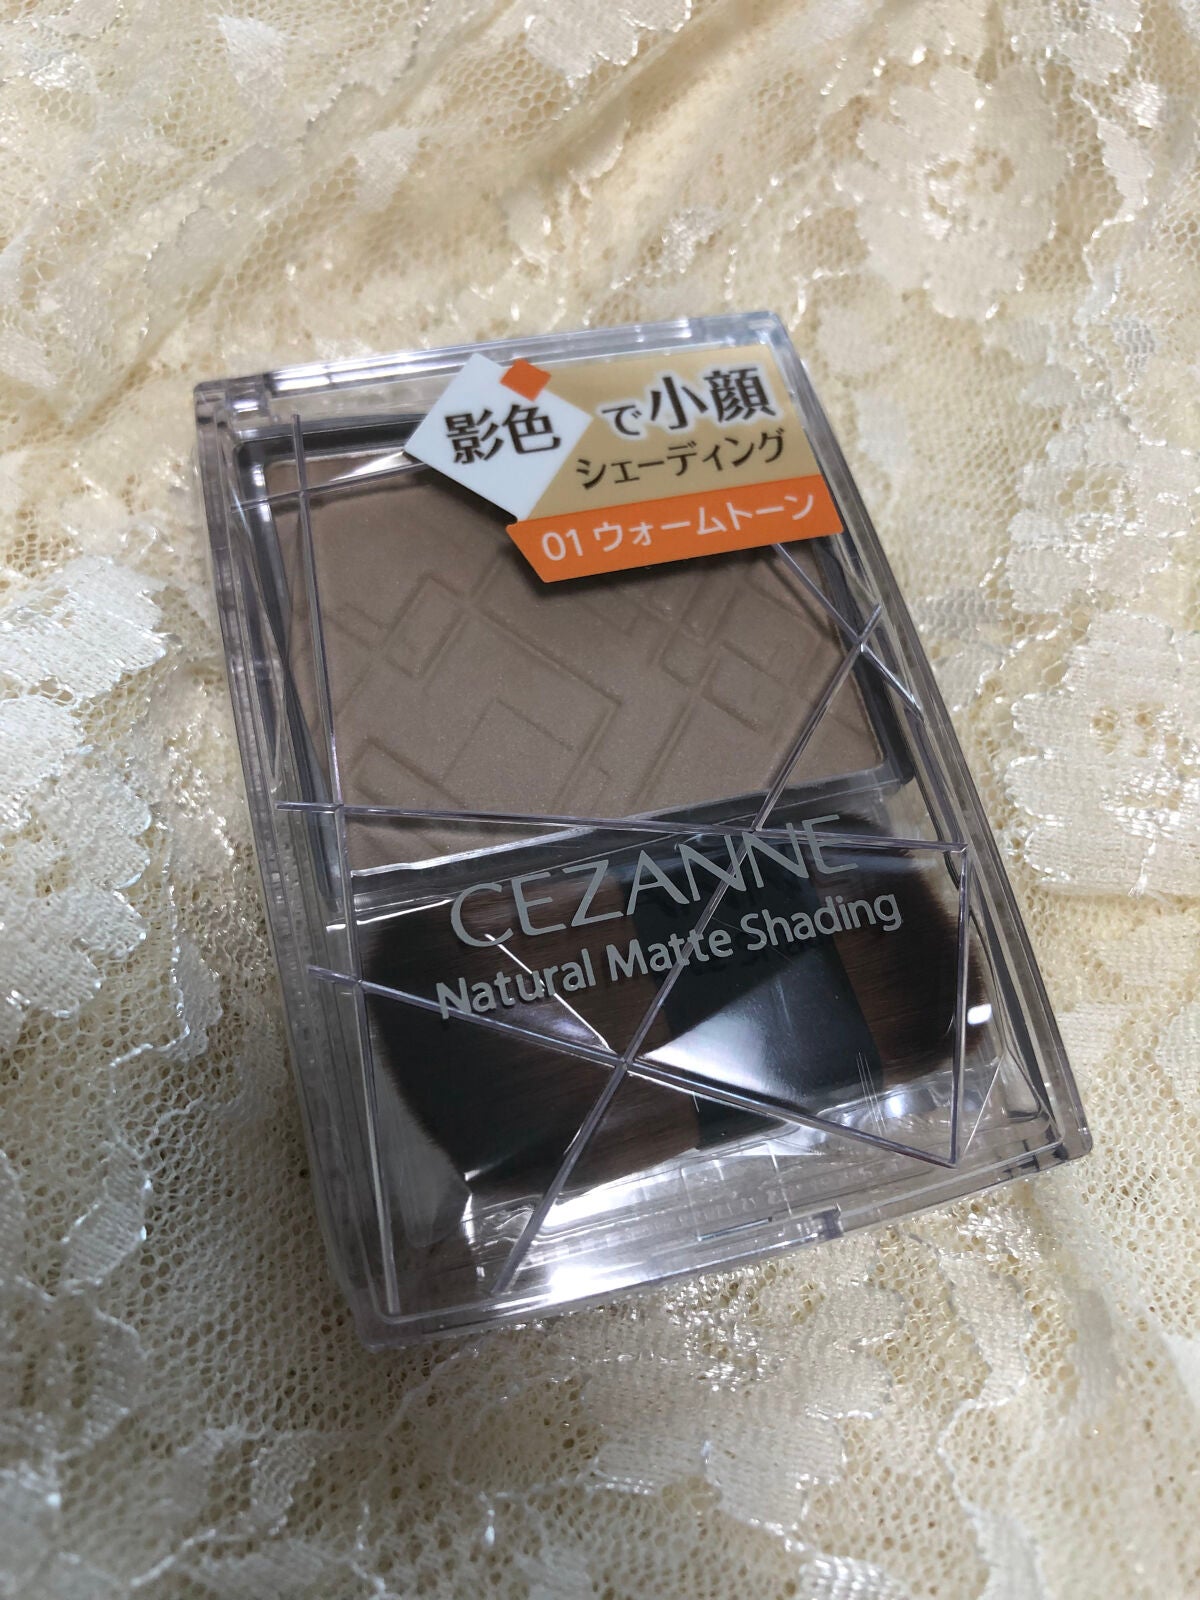 影色で小顔
シェーディング
01 ウォームトーン
CEZANNE
Natural Matte Shading